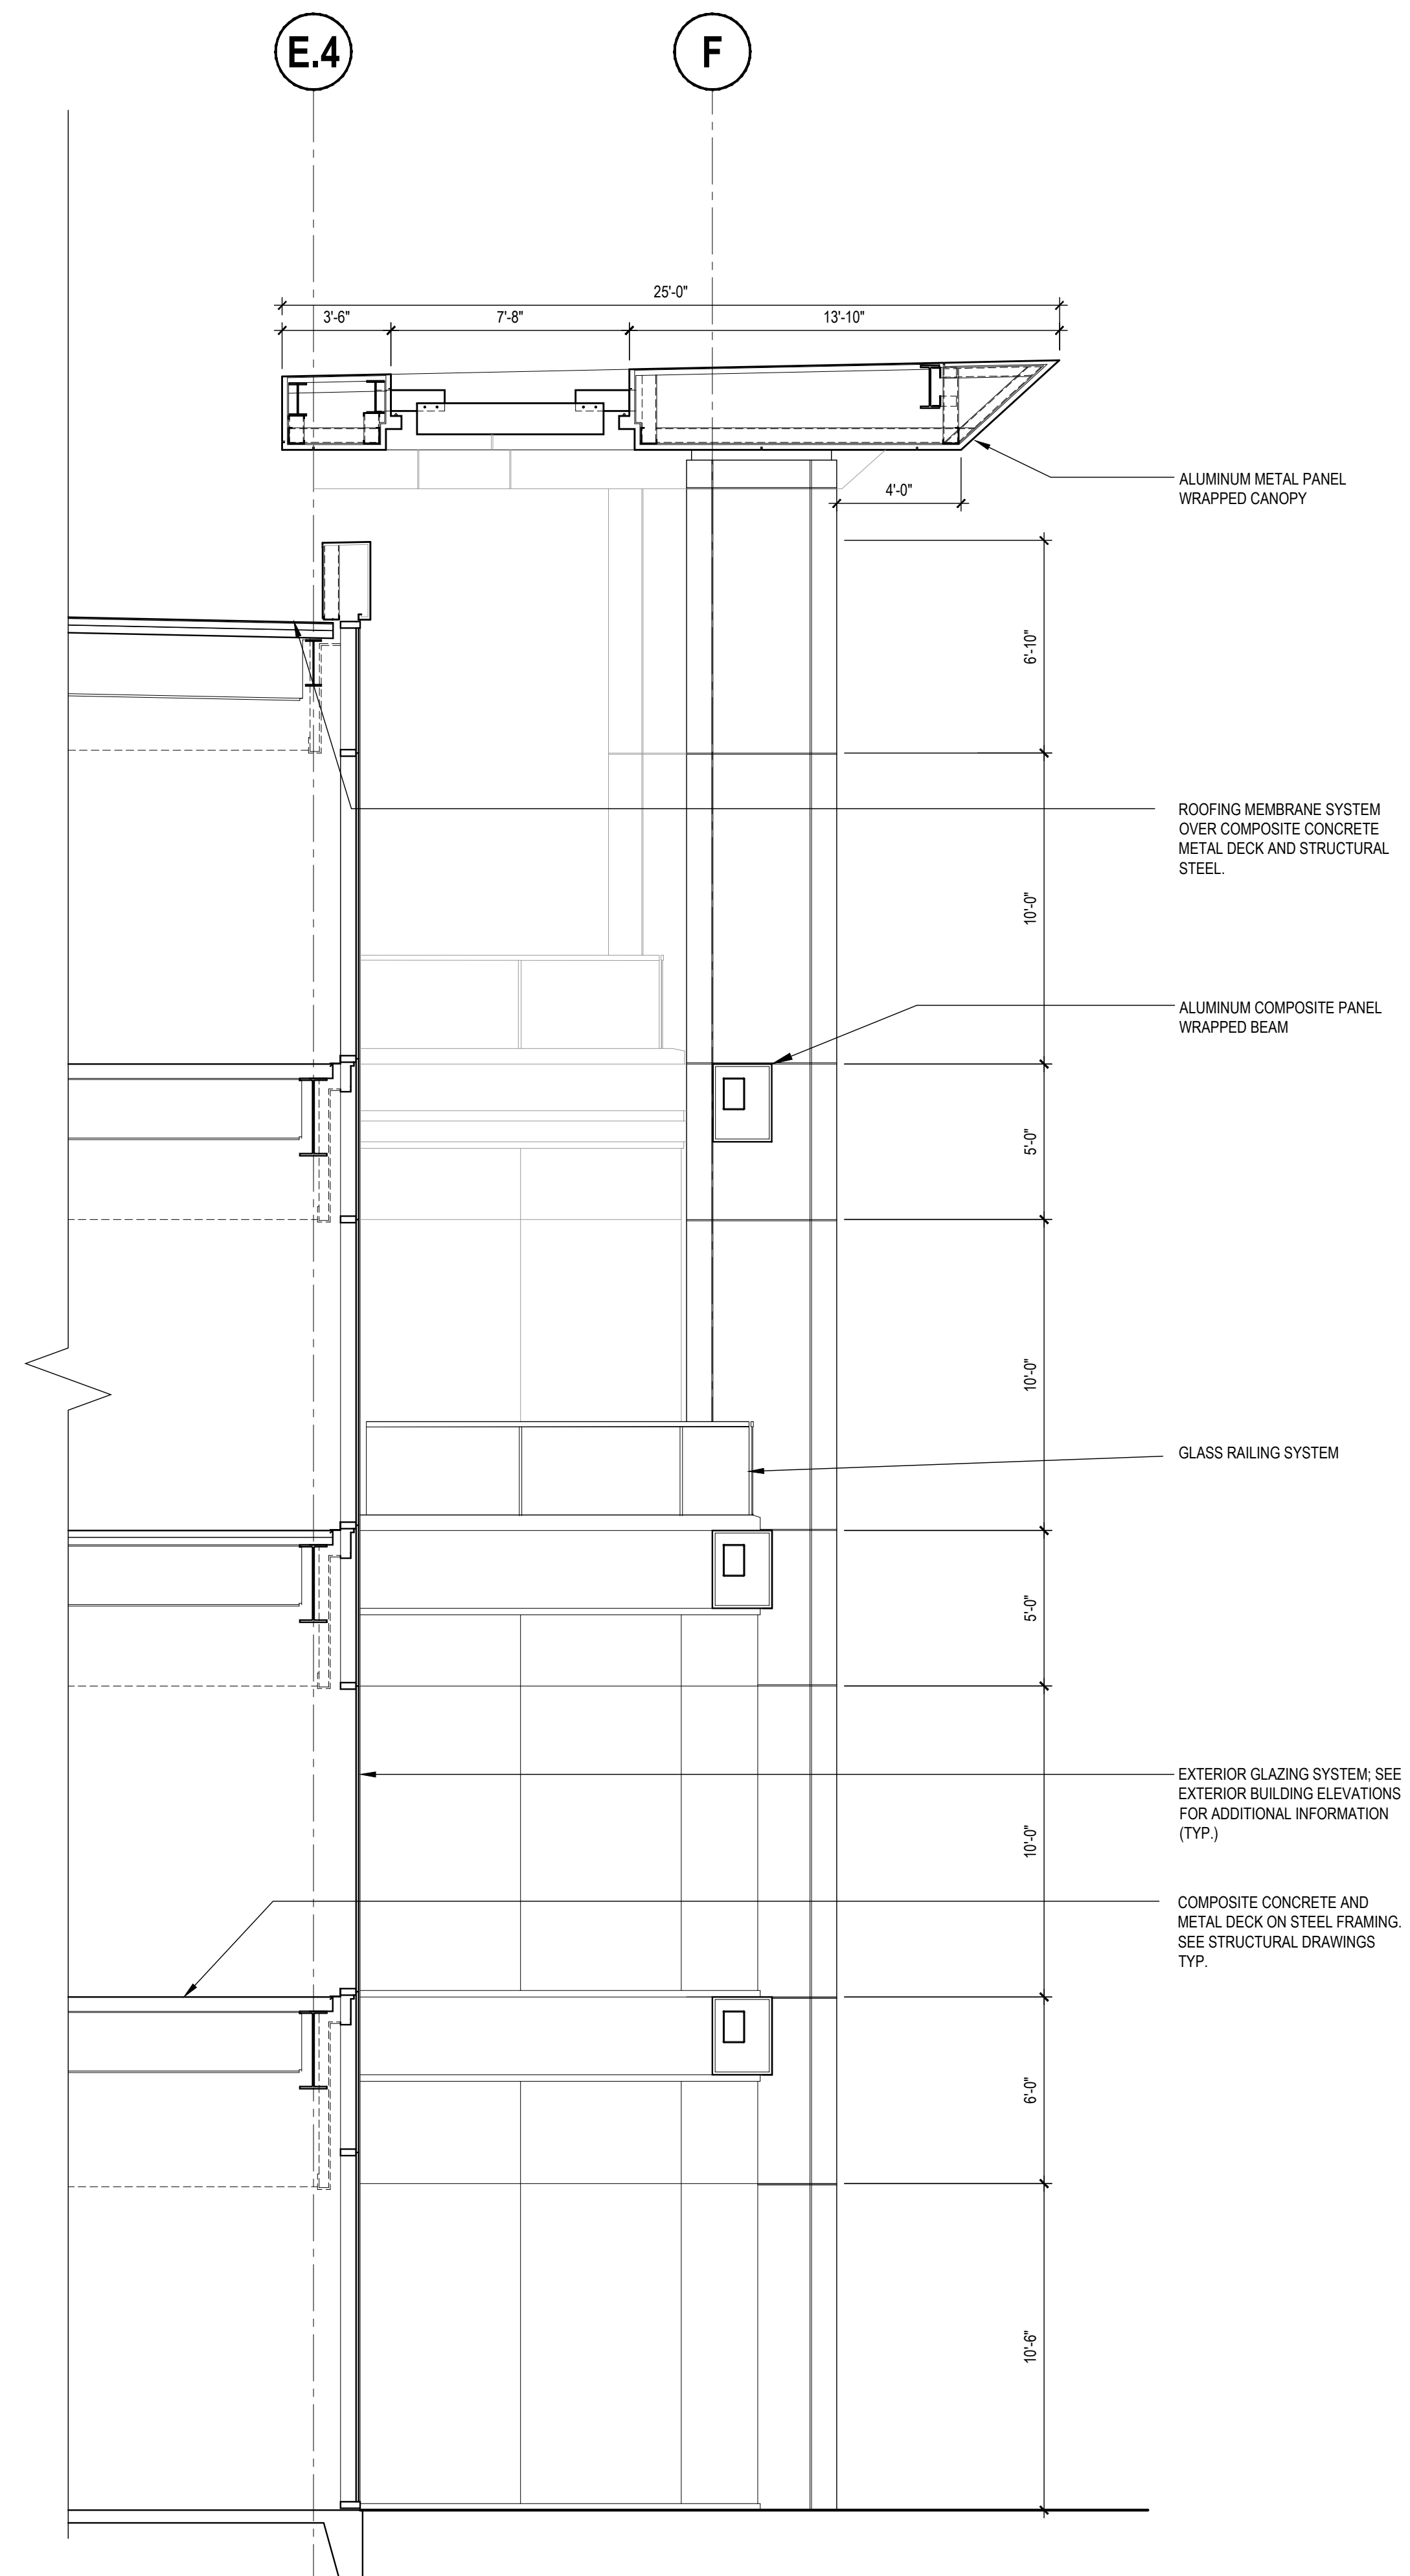 E.4
F
25'-0"
3'-6"
7'-8"
13'-10"
ALUMINUM METAL PANEL
WRAPPED CANOPY
4'-0"
6'-10"
ROOFING MEMBRANE SYSTEM
OVER COMPOSITE CONCRETE
METAL DECK AND STRUCTURAL
STEEL.
10'-0"
ALUMINUM COMPOSITE PANEL
WRAPPED BEAM
5'-0"
10'-0"
GLASS RAILING SYSTEM
5'-0"
EXTERIOR GLAZING SYSTEM; SEE
EXTERIOR BUILDING ELEVATIONS
FOR ADDITIONAL INFORMATION
(TYP.)
10'-0"
COMPOSITE CONCRETE AND
METAL DECK ON STEEL FRAMING.
SEE STRUCTURAL DRAWINGS
TYP.
6'-0"
10'-6"